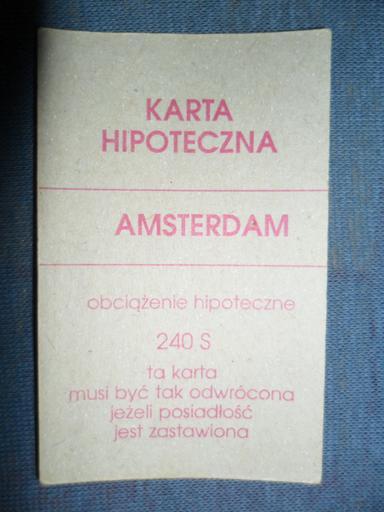 KARTA
HIPOTECZNA
AMSTERDAM
obciążenie hipoteczne
240 S
ta karta
musi być tak odwrócona
jeżeli posiadłość
jest zastawiona